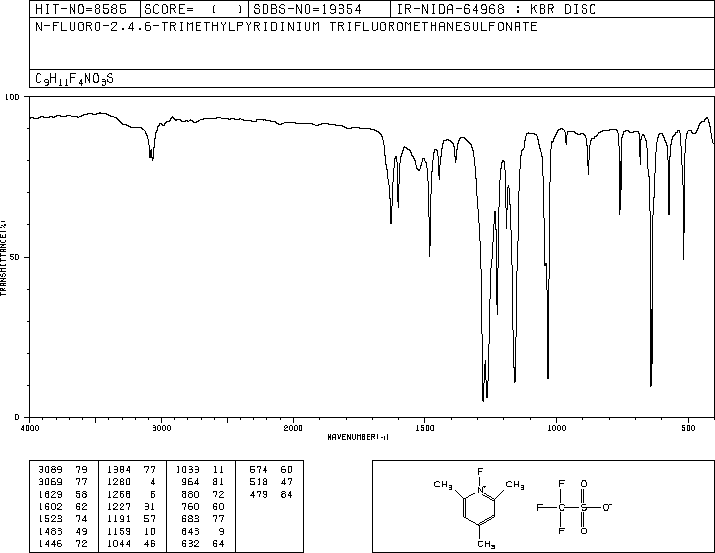 HIT-NO=8585 SCORE= ( ) SDBS-NO=19354 IR-NIDA-64968 : KBR DISC
N-FLUORO-2,4,6-TRIMETHYLPYRIDINIUM TRIFLUOROMETHANESULFONATE
C9H11F4NO3S
100
50
0
TRANSMITTANCE(%)
4000 3000 2000 1500 1000 500
WAVENUMBER(-1)
3089 79 1384 77 1033 11 574 60
3069 77 1280 4 964 81 518 47
1629 58 1266 6 880 72 479 84
1602 62 1227 31 760 60
1523 74 1191 57 683 77
1483 49 1159 10 643 9
1446 72 1044 46 632 64
F
CH3 N+ CH3
CH3
F O
F C S O-
F O